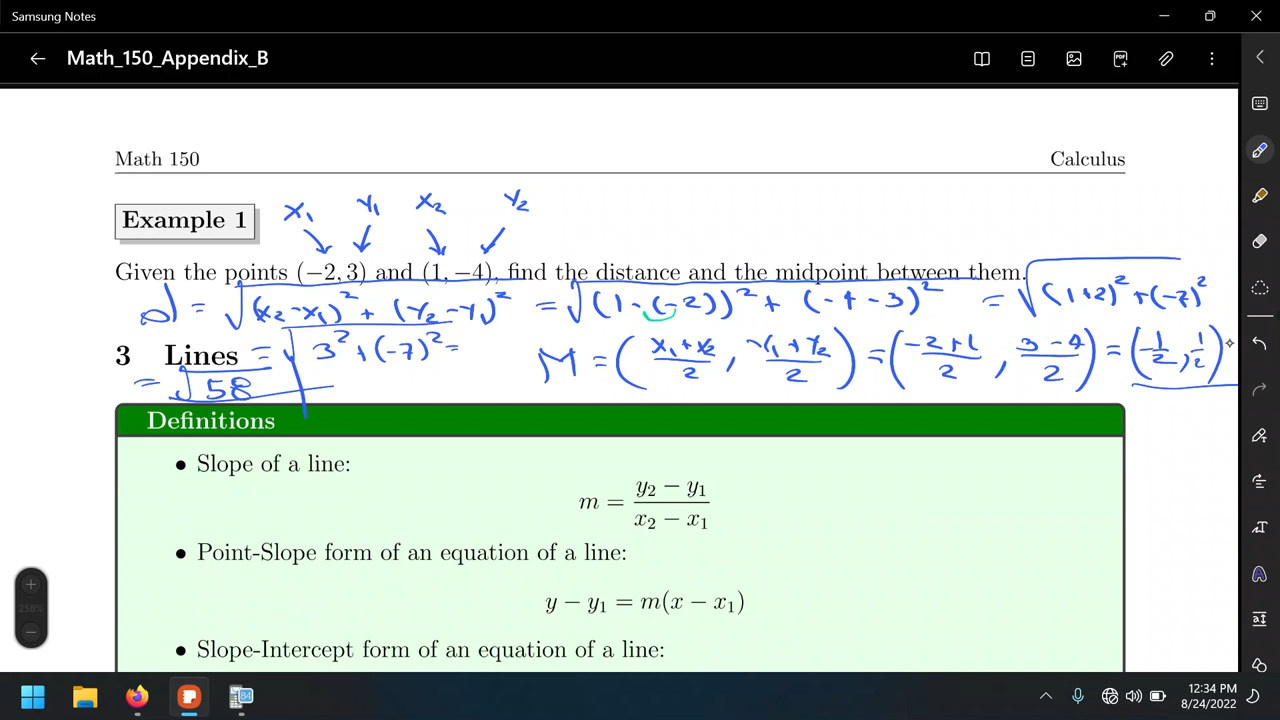 Samsung Notes
Math_150_Appendix_B
Math 150 Calculus
Example 1 x₁ y₁ x₂ y₂
Given the points (−2, 3) and (1, −4), find the distance and the midpoint between them.
d = √((x₂−x₁)² + (y₂−y₁)²) = √((1−(−2))² + (−4−3)²) = √((1+2)² + (−7)²)
3 Lines = √(3² + (−7)²) =
= √58
M = ((x₁+x₂)/2, (y₁+y₂)/2) = ((−2+1)/2, (3−4)/2) = (−1/2, 1/2)
Definitions
• Slope of a line:
m = (y₂ − y₁)/(x₂ − x₁)
• Point-Slope form of an equation of a line:
y − y₁ = m(x − x₁)
• Slope-Intercept form of an equation of a line:
258%
84
12:34 PM
8/24/2022